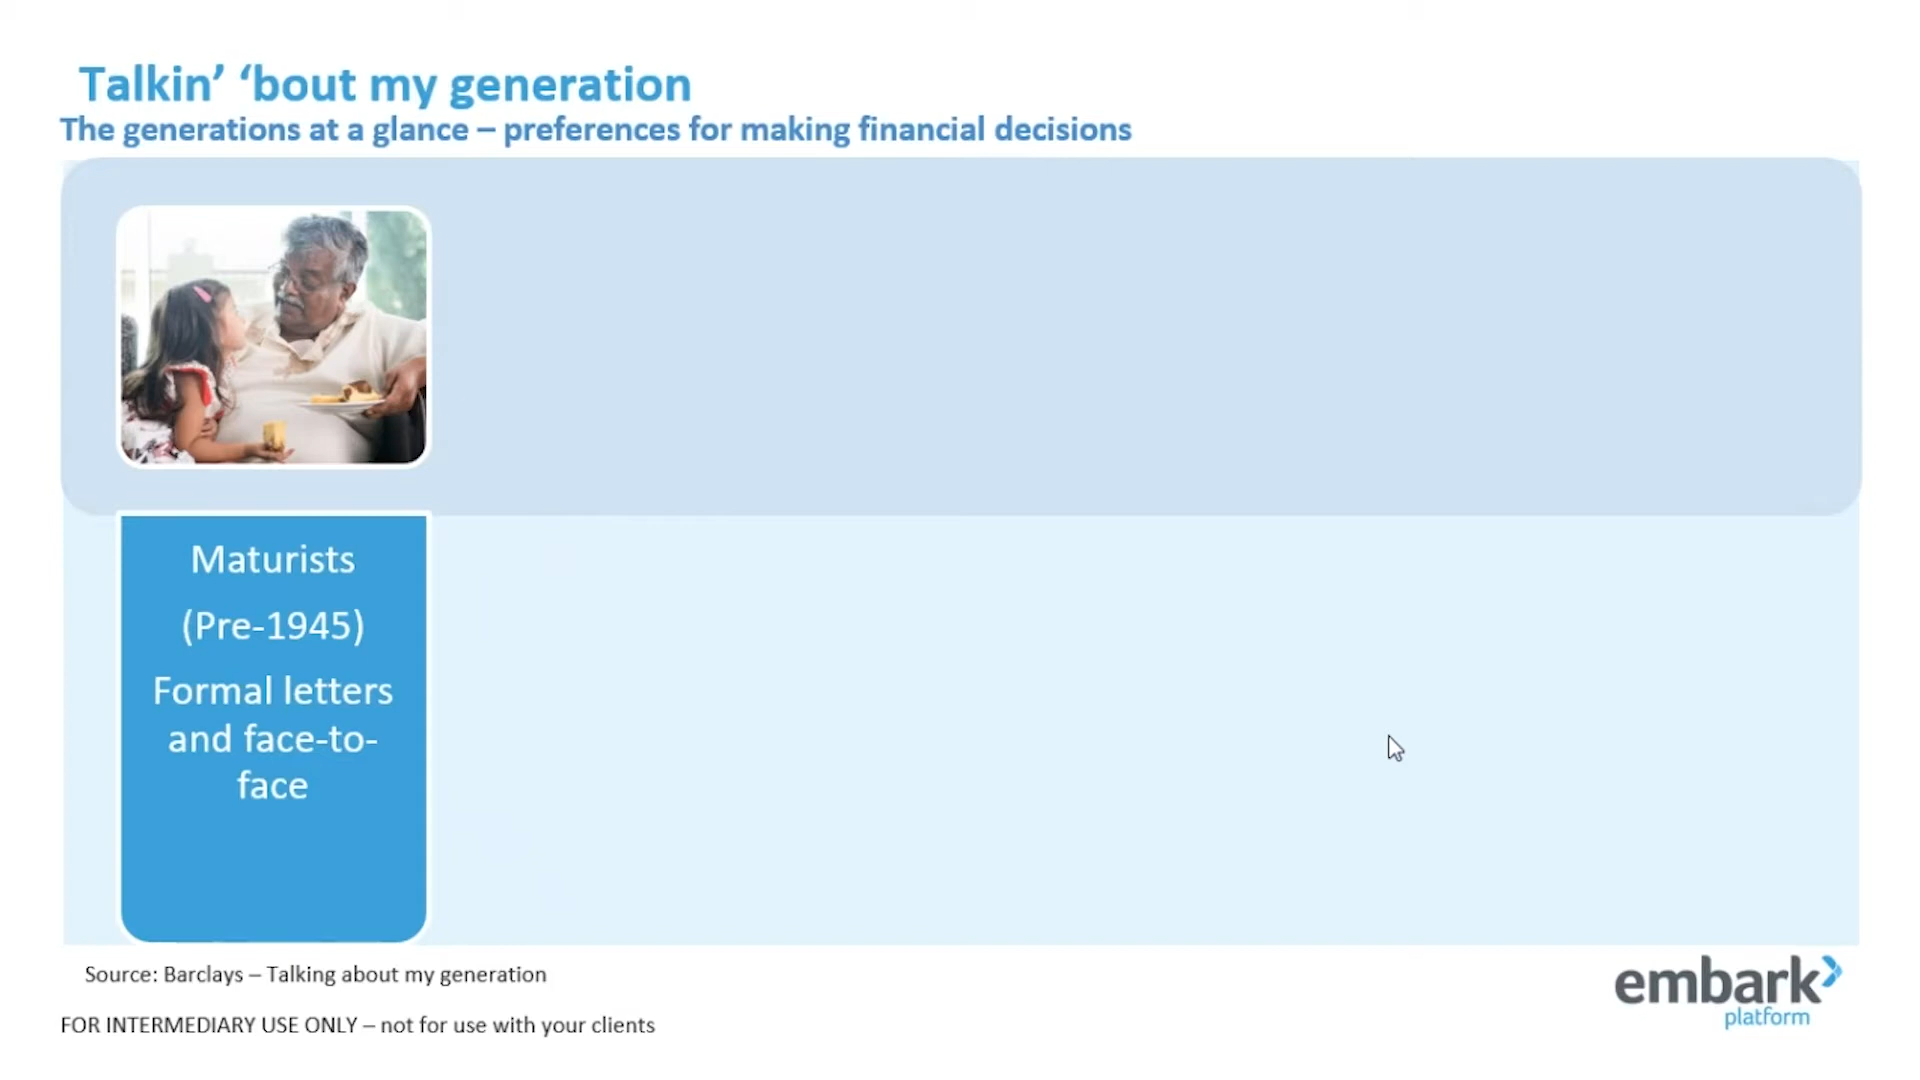 Talkin’ ‘bout my generation
The generations at a glance – preferences for making financial decisions
Maturists
(Pre-1945)
Formal letters
and face-to-
face
Source: Barclays – Talking about my generation
FOR INTERMEDIARY USE ONLY – not for use with your clients
embark
platform